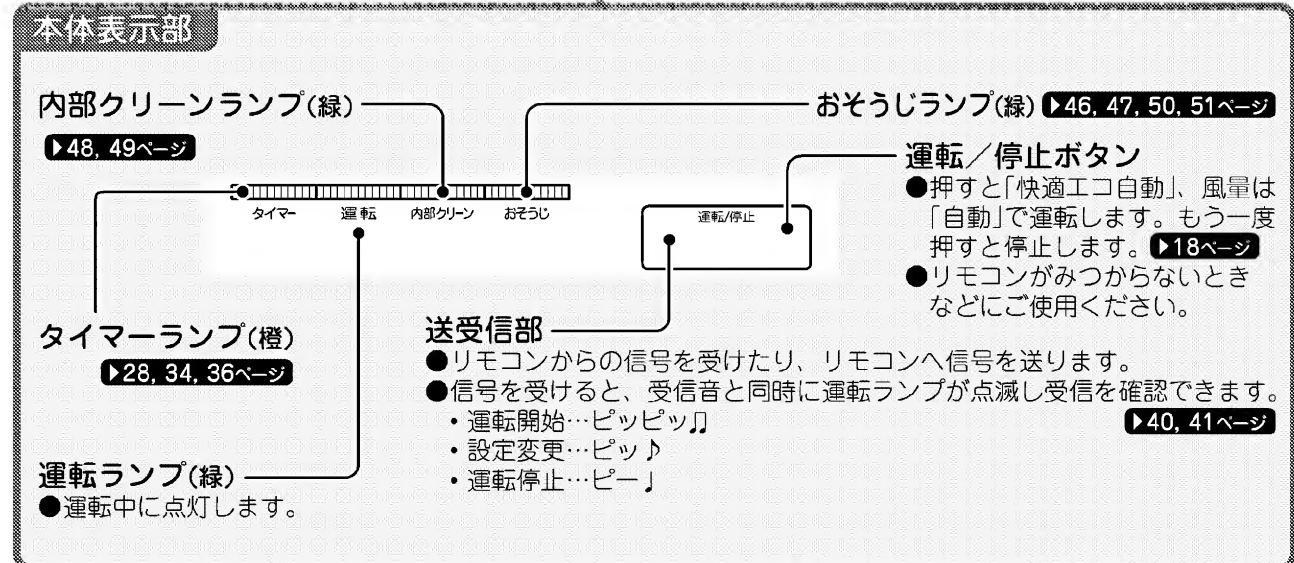 本体表示部
内部クリーンランプ(緑)
▶48, 49ページ
おそうじランプ(緑) ▶46, 47, 50, 51ページ
運転／停止ボタン
●押すと「快適エコ自動」、風量は
「自動」で運転します。もう一度
押すと停止します。▶18ページ
●リモコンがみつからないとき
などにご使用ください。
タイマー 運転 内部クリーン おそうじ
運転/停止
タイマーランプ(橙)
▶28, 34, 36ページ
送受信部
●リモコンからの信号を受けたり、リモコンへ信号を送ります。
●信号を受けると、受信音と同時に運転ランプが点滅し受信を確認できます。
▶40, 41ページ
・運転開始…ピッピッ♫
・設定変更…ピッ♪
・運転停止…ピー♩
運転ランプ(緑)
●運転中に点灯します。